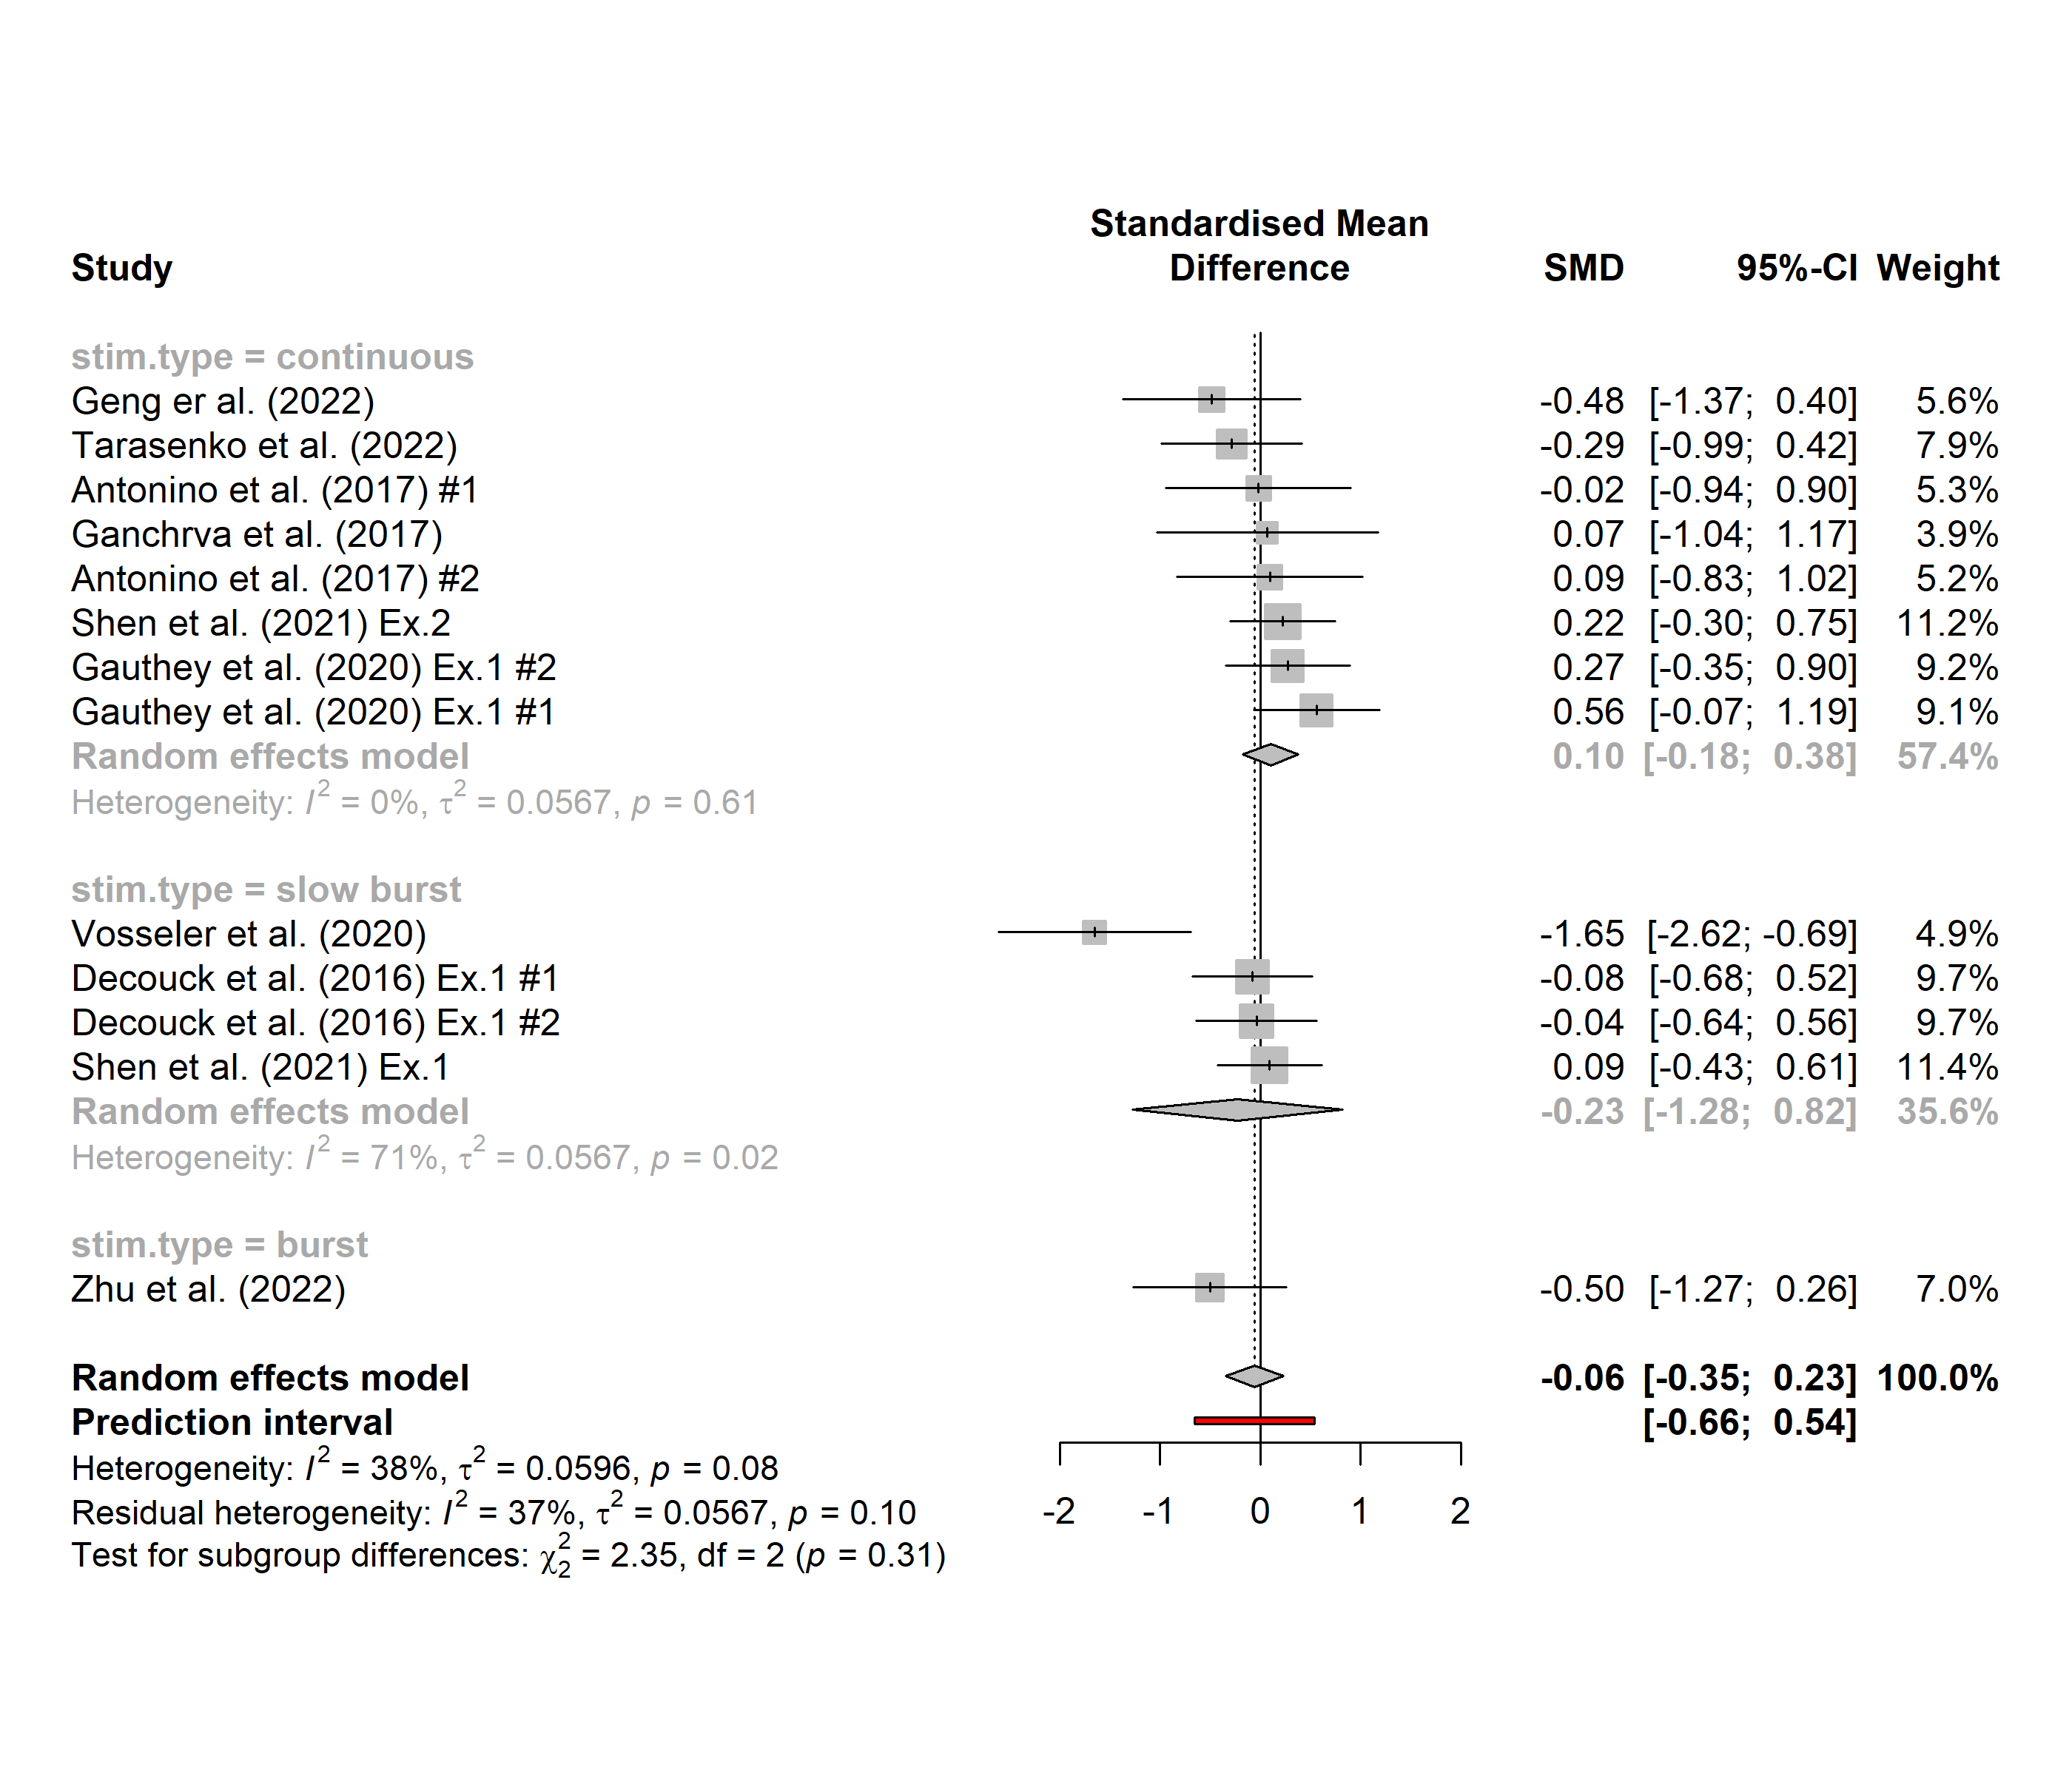 Standardised Mean
Study Difference SMD 95%-CI Weight
stim.type = continuous
Geng er al. (2022) -0.48 [-1.37; 0.40] 5.6%
Tarasenko et al. (2022) -0.29 [-0.99; 0.42] 7.9%
Antonino et al. (2017) #1 -0.02 [-0.94; 0.90] 5.3%
Ganchrva et al. (2017) 0.07 [-1.04; 1.17] 3.9%
Antonino et al. (2017) #2 0.09 [-0.83; 1.02] 5.2%
Shen et al. (2021) Ex.2 0.22 [-0.30; 0.75] 11.2%
Gauthey et al. (2020) Ex.1 #2 0.27 [-0.35; 0.90] 9.2%
Gauthey et al. (2020) Ex.1 #1 0.56 [-0.07; 1.19] 9.1%
Random effects model 0.10 [-0.18; 0.38] 57.4%
Heterogeneity: I² = 0%, τ² = 0.0567, p = 0.61
stim.type = slow burst
Vosseler et al. (2020) -1.65 [-2.62; -0.69] 4.9%
Decouck et al. (2016) Ex.1 #1 -0.08 [-0.68; 0.52] 9.7%
Decouck et al. (2016) Ex.1 #2 -0.04 [-0.64; 0.56] 9.7%
Shen et al. (2021) Ex.1 0.09 [-0.43; 0.61] 11.4%
Random effects model -0.23 [-1.28; 0.82] 35.6%
Heterogeneity: I² = 71%, τ² = 0.0567, p = 0.02
stim.type = burst
Zhu et al. (2022) -0.50 [-1.27; 0.26] 7.0%
Random effects model -0.06 [-0.35; 0.23] 100.0%
Prediction interval [-0.66; 0.54]
Heterogeneity: I² = 38%, τ² = 0.0596, p = 0.08
Residual heterogeneity: I² = 37%, τ² = 0.0567, p = 0.10
-2 -1 0 1 2
Test for subgroup differences: χ²₂ = 2.35, df = 2 (p = 0.31)